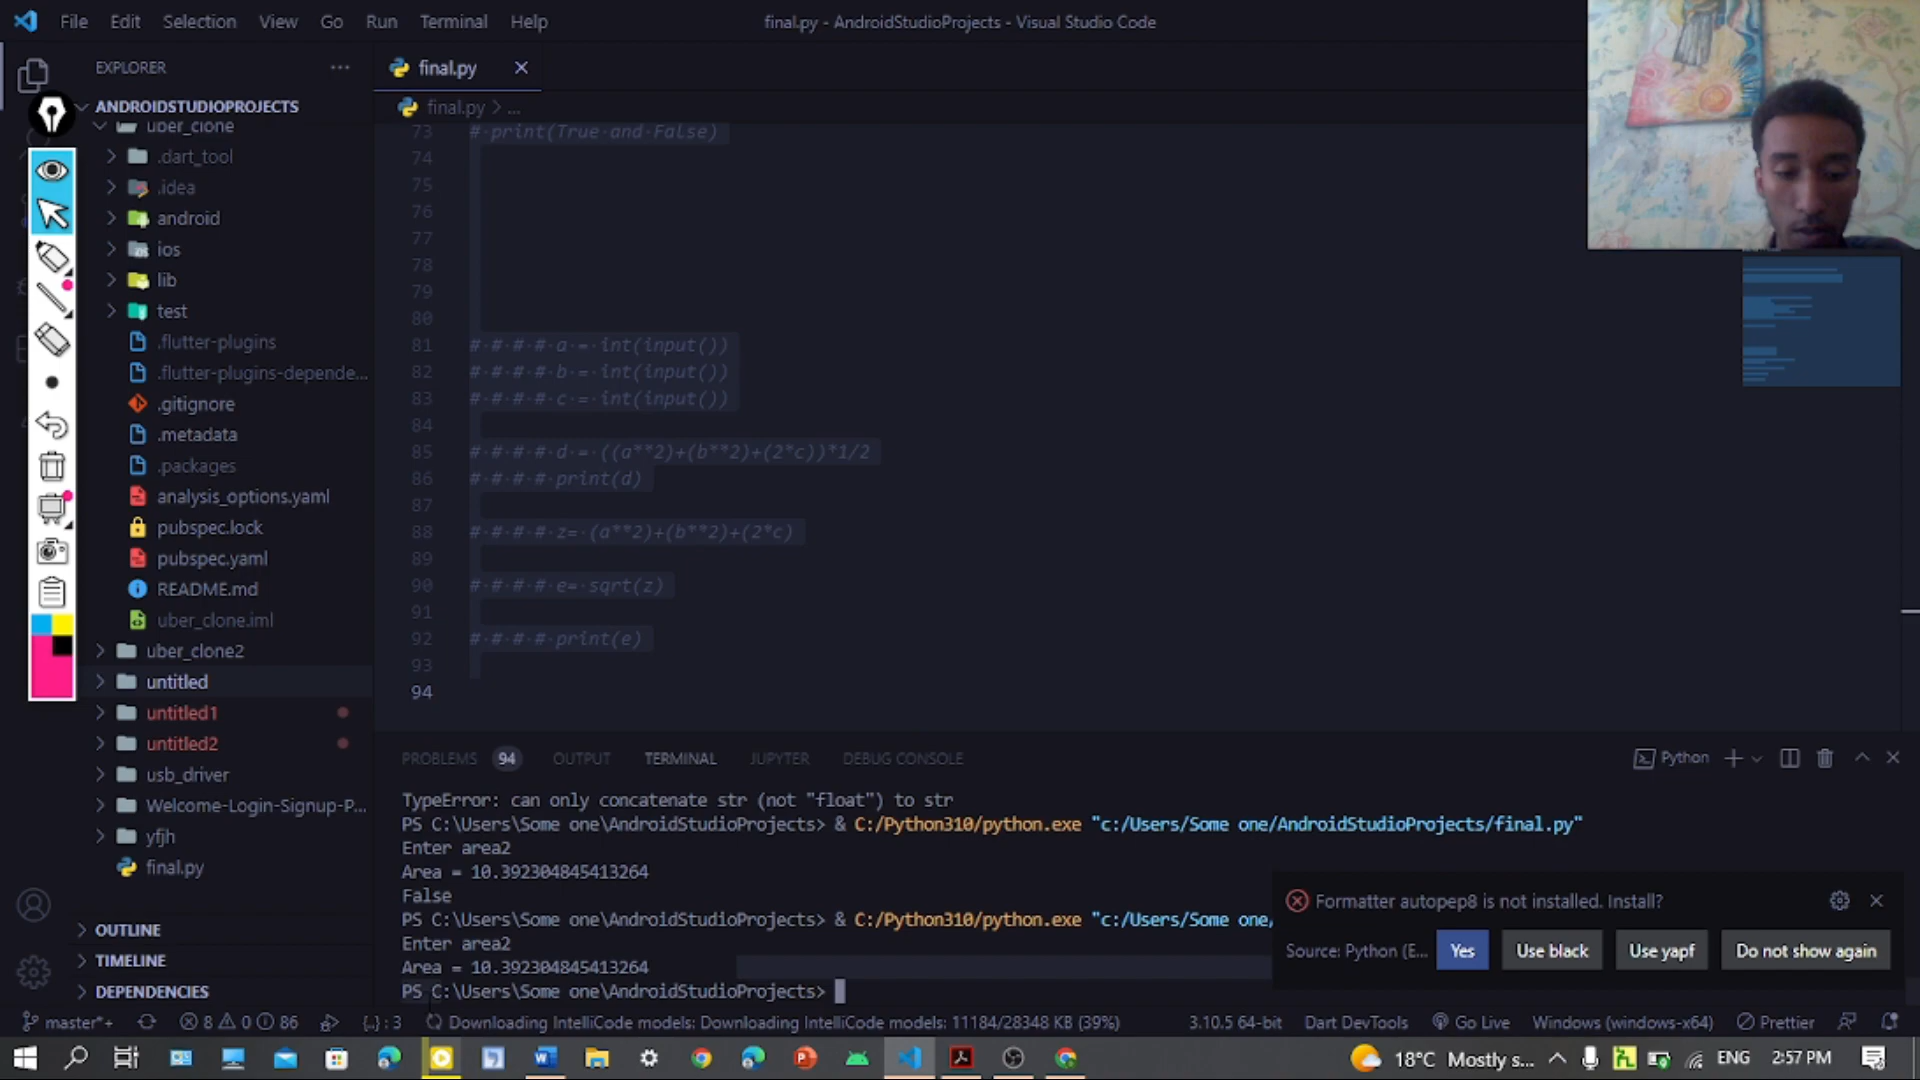 File Edit Selection View Go Run Terminal Help
final.py - AndroidStudioProjects - Visual Studio Code
EXPLORER
ANDROIDSTUDIOPROJECTS
uber_clone
.dart_tool
.idea
android
ios
lib
test
.flutter-plugins
.flutter-plugins-depende...
.gitignore
.metadata
.packages
analysis_options.yaml
pubspec.lock
pubspec.yaml
README.md
uber_clone.iml
uber_clone2
untitled
untitled1
untitled2
usb_driver
Welcome-Login-Signup-P...
yfjh
final.py
OUTLINE
TIMELINE
DEPENDENCIES
final.py
final.py > ...
73 # print(True and False)
74
75
76
77
78
79
80
81 # # # # a = int(input())
82 # # # # b = int(input())
83 # # # # c = int(input())
84
85 # # # # d = ((a**2)+(b**2)+(2*c))*1/2
86 # # # # print(d)
87
88 # # # # z= (a**2)+(b**2)+(2*c)
89
90 # # # # e= sqrt(z)
91
92 # # # # print(e)
93
94
PROBLEMS 94 OUTPUT TERMINAL JUPYTER DEBUG CONSOLE
Python
TypeError: can only concatenate str (not "float") to str
PS C:\Users\Some one\AndroidStudioProjects> & C:/Python310/python.exe "c:/Users/Some one/AndroidStudioProjects/final.py"
Enter area2
Area = 10.392304845413264
False
PS C:\Users\Some one\AndroidStudioProjects> & C:/Python310/python.exe "c:/Users/Some one/
Enter area2
Area = 10.392304845413264
PS C:\Users\Some one\AndroidStudioProjects>
Formatter autopep8 is not installed. Install?
Source: Python (E... Yes Use black Use yapf Do not show again
master*+ 8 0 86 {..} : 3 Downloading IntelliCode models: Downloading IntelliCode models: 11184/28348 KB (39%) 3.10.5 64-bit Dart DevTools Go Live Windows (windows-x64) Prettier
18°C Mostly s... ENG 2:57 PM